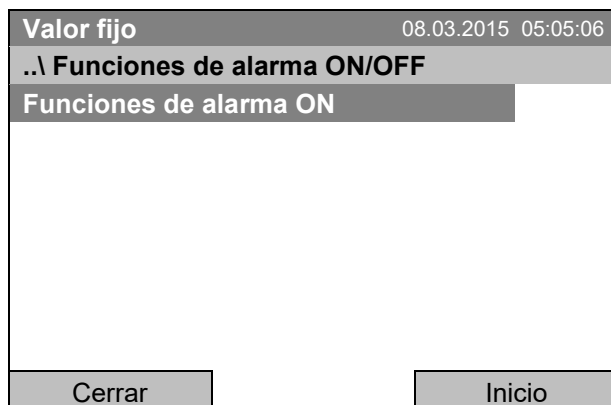 Valor fijo 08.03.2015 05:05:06
..\ Funciones de alarma ON/OFF
Funciones de alarma ON
Cerrar Inicio